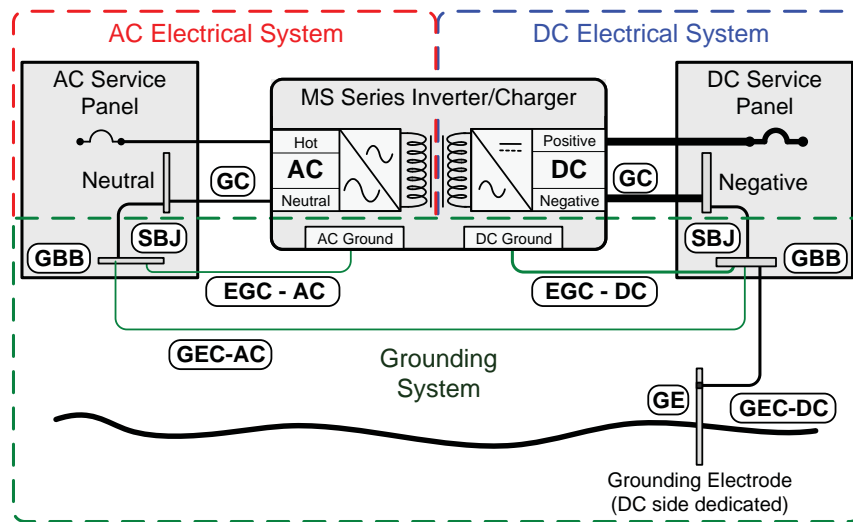 AC Electrical System
DC Electrical System
AC Service
Panel
MS Series Inverter/Charger
DC Service
Panel
Hot
AC
Neutral
Positive
DC
Negative
Neutral
GC
GC
Negative
SBJ
GBB
AC Ground
DC Ground
SBJ
GBB
EGC - AC
EGC - DC
GEC-AC
Grounding
System
GE
GEC-DC
Grounding Electrode
(DC side dedicated)